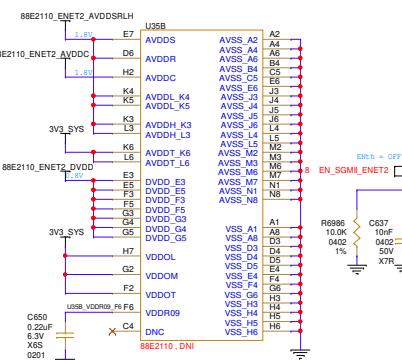 88E2110_ENET2_AVDDSRLH
U35B
1.8V
E7 AVDDS AVSS_A2 A2
AVSS_A4 A4
88E2110_ENET2_AVDDC D6 AVDDR AVSS_A6 A6
AVSS_B4 B4
1.8V H2 AVDDC AVSS_C5 C5
AVSS_E6 E6
K4 AVDDL_K4 AVSS_J3 J3
K5 AVDDL_K5 AVSS_J4 J4
AVSS_J5 J5
K3 AVDDH_K3 AVSS_J6 J6
L3 AVDDH_L3 AVSS_L4 L4
3V3_SYS AVSS_L5 L5
K6 AVDDT_K6 AVSS_M2 M2
L6 AVDDT_L6 AVSS_M3 M3
88E2110_ENET2_DVDD AVSS_M6 M6
1.8V E3 DVDD_E3 AVSS_M7 M7
E5 DVDD_E5 AVSS_N1 N1
F3 DVDD_F3 AVSS_N8 N8
F5 DVDD_F5
G3 DVDD_G3
G4 DVDD_G4 VSS_A1 A1
G5 DVDD_G5 VSS_A8 A8
3V3_SYS VSS_D3 D3
H7 VDDOL VSS_D4 D4
VSS_D5 D5
G2 VDDOM VSS_E4 E4
VSS_F4 F4
F2 VDDOT VSS_G6 G6
VSS_H3 H3
U35B_VDDR09_F6 F6 VDDR09 VSS_H4 H4
VSS_H5 H5
C4 DNC VSS_H6 H6
88E2110, DNI
C650
0.22uF
6.3V
X6S
0201
ENth = OFF
8 EN_SGMII_ENET2
R6986
10.0K
0402
1%
C637
10nF
0402
50V
X7R